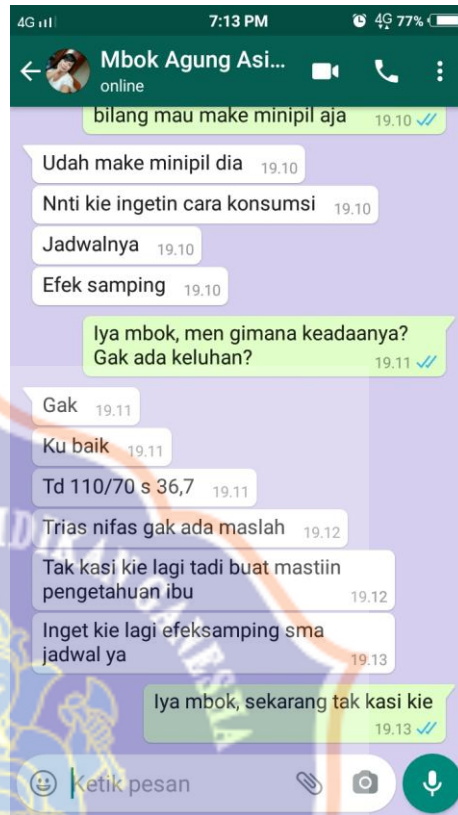 4G 7:13 PM 4G 77%
Mbok Agung Asi...
online
bilang mau make minipil aja 19.10
Udah make minipil dia 19.10
Nnti kie ingetin cara konsumsi 19.10
Jadwalnya 19.10
Efek samping 19.10
Iya mbok, men gimana keadaanya?
Gak ada keluhan? 19.11
Gak 19.11
Ku baik 19.11
Td 110/70 s 36,7 19.11
Trias nifas gak ada maslah 19.12
Tak kasi kie lagi tadi buat mastiin
pengetahuan ibu 19.12
Inget kie lagi efeksamping sma
jadwal ya 19.13
Iya mbok, sekarang tak kasi kie
19.13
Ketik pesan